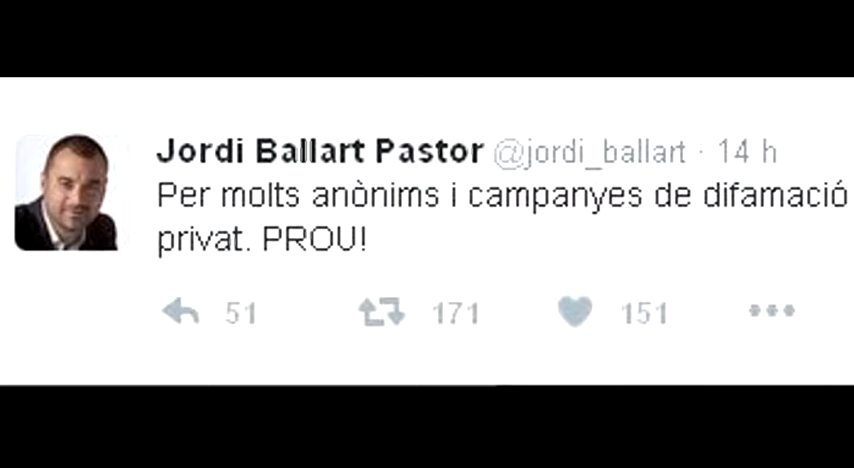 Jordi Ballart Pastor @jordi_ballart · 14 h
Per molts anònims i campanyes de difamació
privat. PROU!
51 171 151